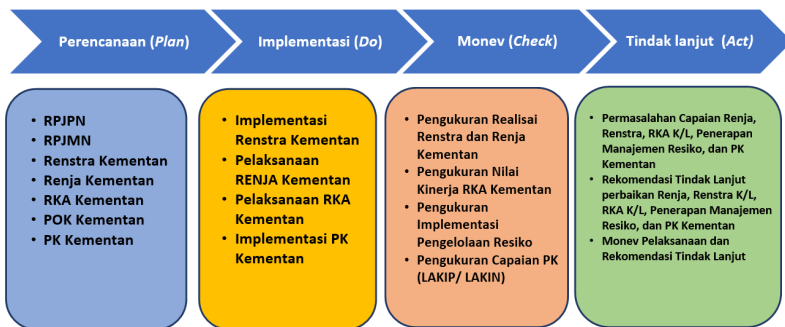 Perencanaan (Plan)
Implementasi (Do)
Monev (Check)
Tindak lanjut (Act)
• RPJPN
• RPJMN
• Renstra Kementan
• Renja Kementan
• RKA Kementan
• POK Kementan
• PK Kementan
• Implementasi
Renstra Kementan
• Pelaksanaan
RENJA Kementan
• Pelaksanaan RKA
Kementan
• Implementasi PK
Kementan
• Pengukuran Realisai
Renstra dan Renja
Kementan
• Pengukuran Nilai
Kinerja RKA Kementan
• Pengukuran
Implementasi
Pengelolaan Resiko
• Pengukuran Capaian PK
(LAKIP/ LAKIN)
• Permasalahan Capaian Renja,
Renstra, RKA K/L, Penerapan
Manajemen Resiko, dan PK
Kementan
• Rekomendasi Tindak Lanjut
perbaikan Renja, Renstra K/L,
RKA K/L, Penerapan Manajemen
Resiko, dan PK Kementan
• Monev Pelaksanaan dan
Rekomendasi Tindak Lanjut